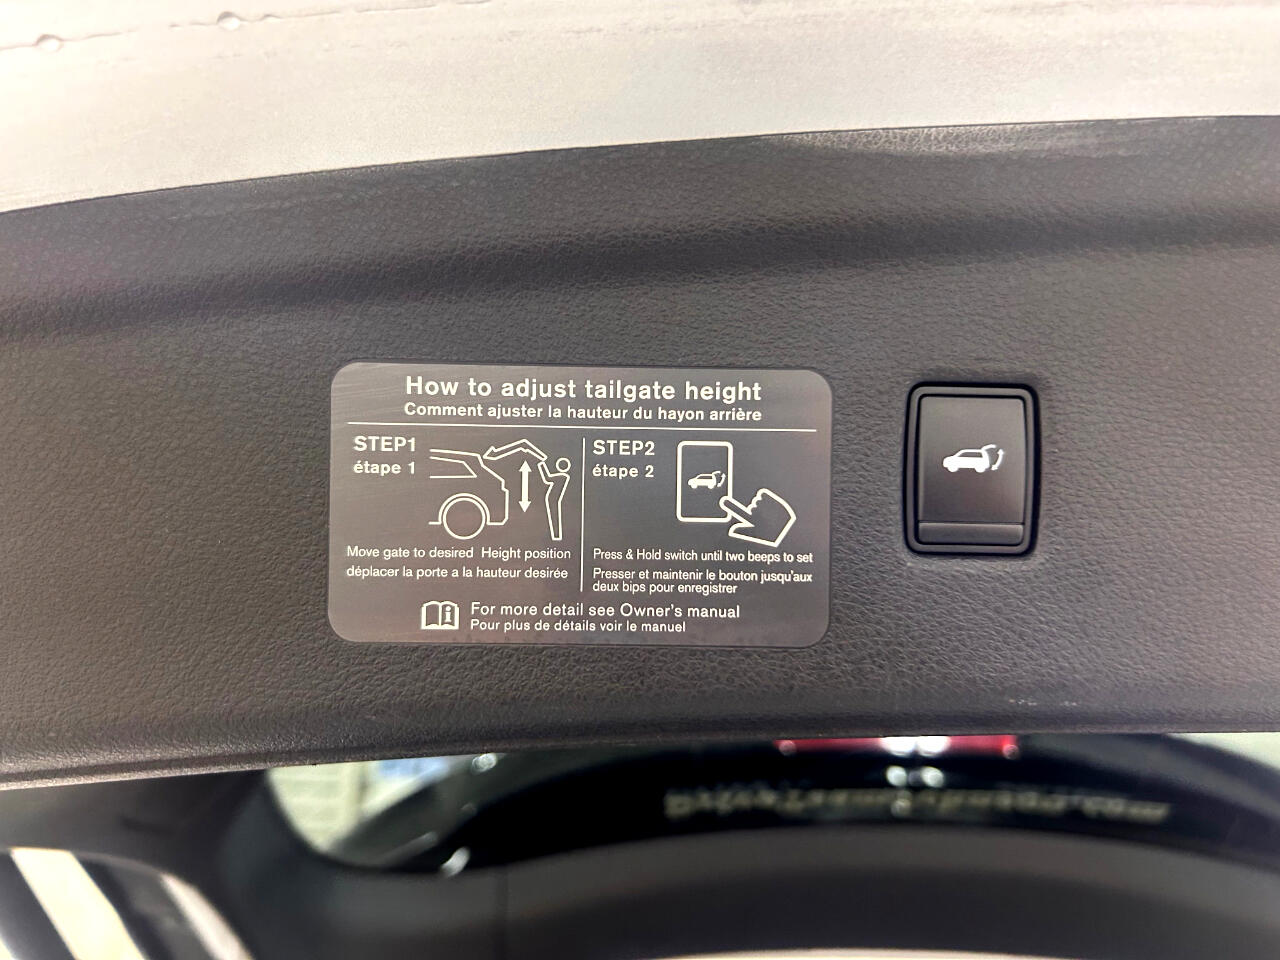 How to adjust tailgate height
Comment ajuster la hauteur du hayon arrière
STEP1
étape 1
Move gate to desired Height position
déplacer la porte a la hauteur desirée
STEP2
étape 2
Press & Hold switch until two beeps to set
Presser et maintenir le bouton jusqu'aux
deux bips pour enregistrer
For more detail see Owner's manual
Pour plus de détails voir le manuel